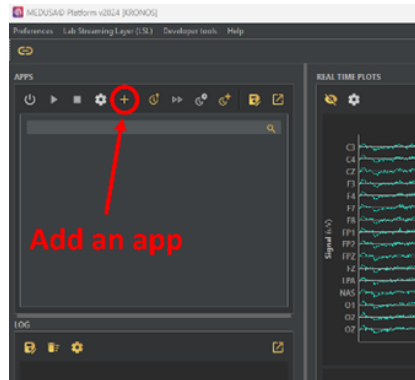 MEDUSA© Platform v2024 [KRONOS]
Preferences Lab Streaming Layer (LSL) Developer tools Help
APPS
REAL TIME PLOTS
Add an app
LOG
Signal (uV)
C3
C4
CZ
F3
F4
F7
F8
FP1
FP2
FPZ
FZ
LPA
NAS
O1
O2
OZ